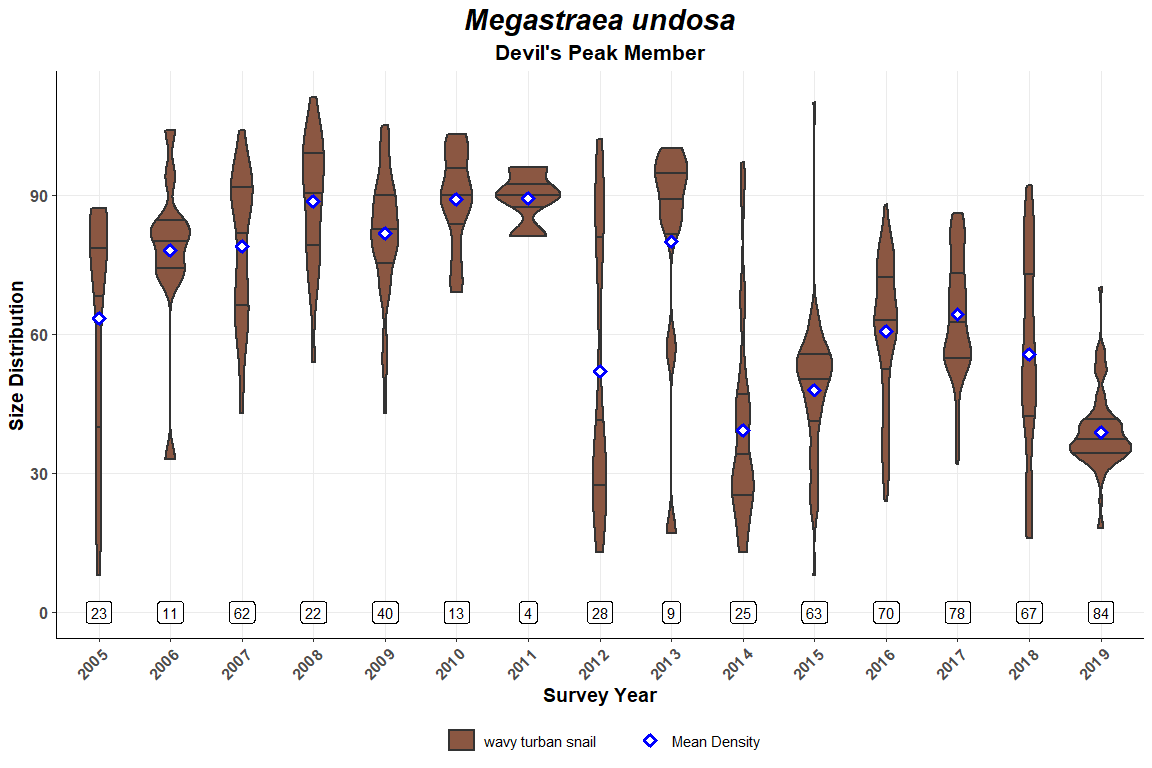 Megastraea undosa
Devil's Peak Member
Size Distribution
90
60
30
0
23 11 62 22 40 13 4 28 9 25 63 70 78 67 84
2005 2006 2007 2008 2009 2010 2011 2012 2013 2014 2015 2016 2017 2018 2019
Survey Year
wavy turban snail Mean Density